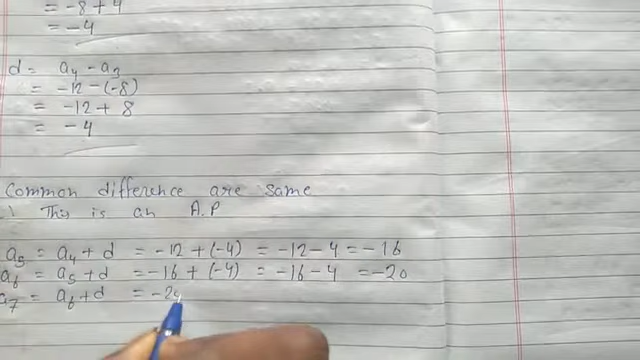 = -8 + 4
= -4
d = a₄ - a₃
= -12 - (-8)
= -12 + 8
= -4
Common difference are same
This is an A.P
a₅ = a₄ + d = -12 + (-4) = -12 - 4 = -16
a₆ = a₅ + d = -16 + (-4) = -16 - 4 = -20
a₇ = a₆ + d = -20